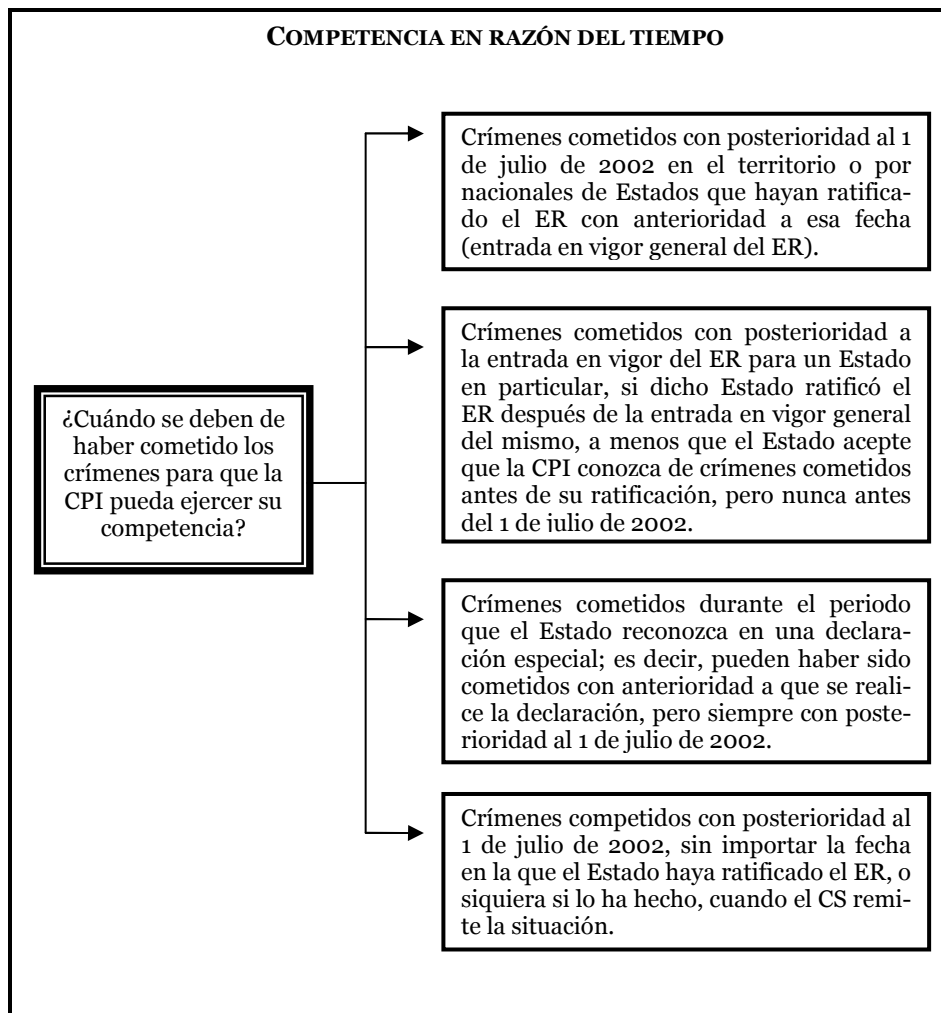 COMPETENCIA EN RAZÓN DEL TIEMPO
Crímenes cometidos con posterioridad al 1
de julio de 2002 en el territorio o por
nacionales de Estados que hayan ratifica-
do el ER con anterioridad a esa fecha
(entrada en vigor general del ER).
Crímenes cometidos con posterioridad a
la entrada en vigor del ER para un Estado
en particular, si dicho Estado ratificó el
ER después de la entrada en vigor general
del mismo, a menos que el Estado acepte
que la CPI conozca de crímenes cometidos
antes de su ratificación, pero nunca antes
del 1 de julio de 2002.
¿Cuándo se deben de
haber cometido los
crímenes para que la
CPI pueda ejercer su
competencia?
Crímenes cometidos durante el periodo
que el Estado reconozca en una declara-
ción especial; es decir, pueden haber sido
cometidos con anterioridad a que se reali-
ce la declaración, pero siempre con poste-
rioridad al 1 de julio de 2002.
Crímenes competidos con posterioridad al
1 de julio de 2002, sin importar la fecha
en la que el Estado haya ratificado el ER, o
siquiera si lo ha hecho, cuando el CS remi-
te la situación.